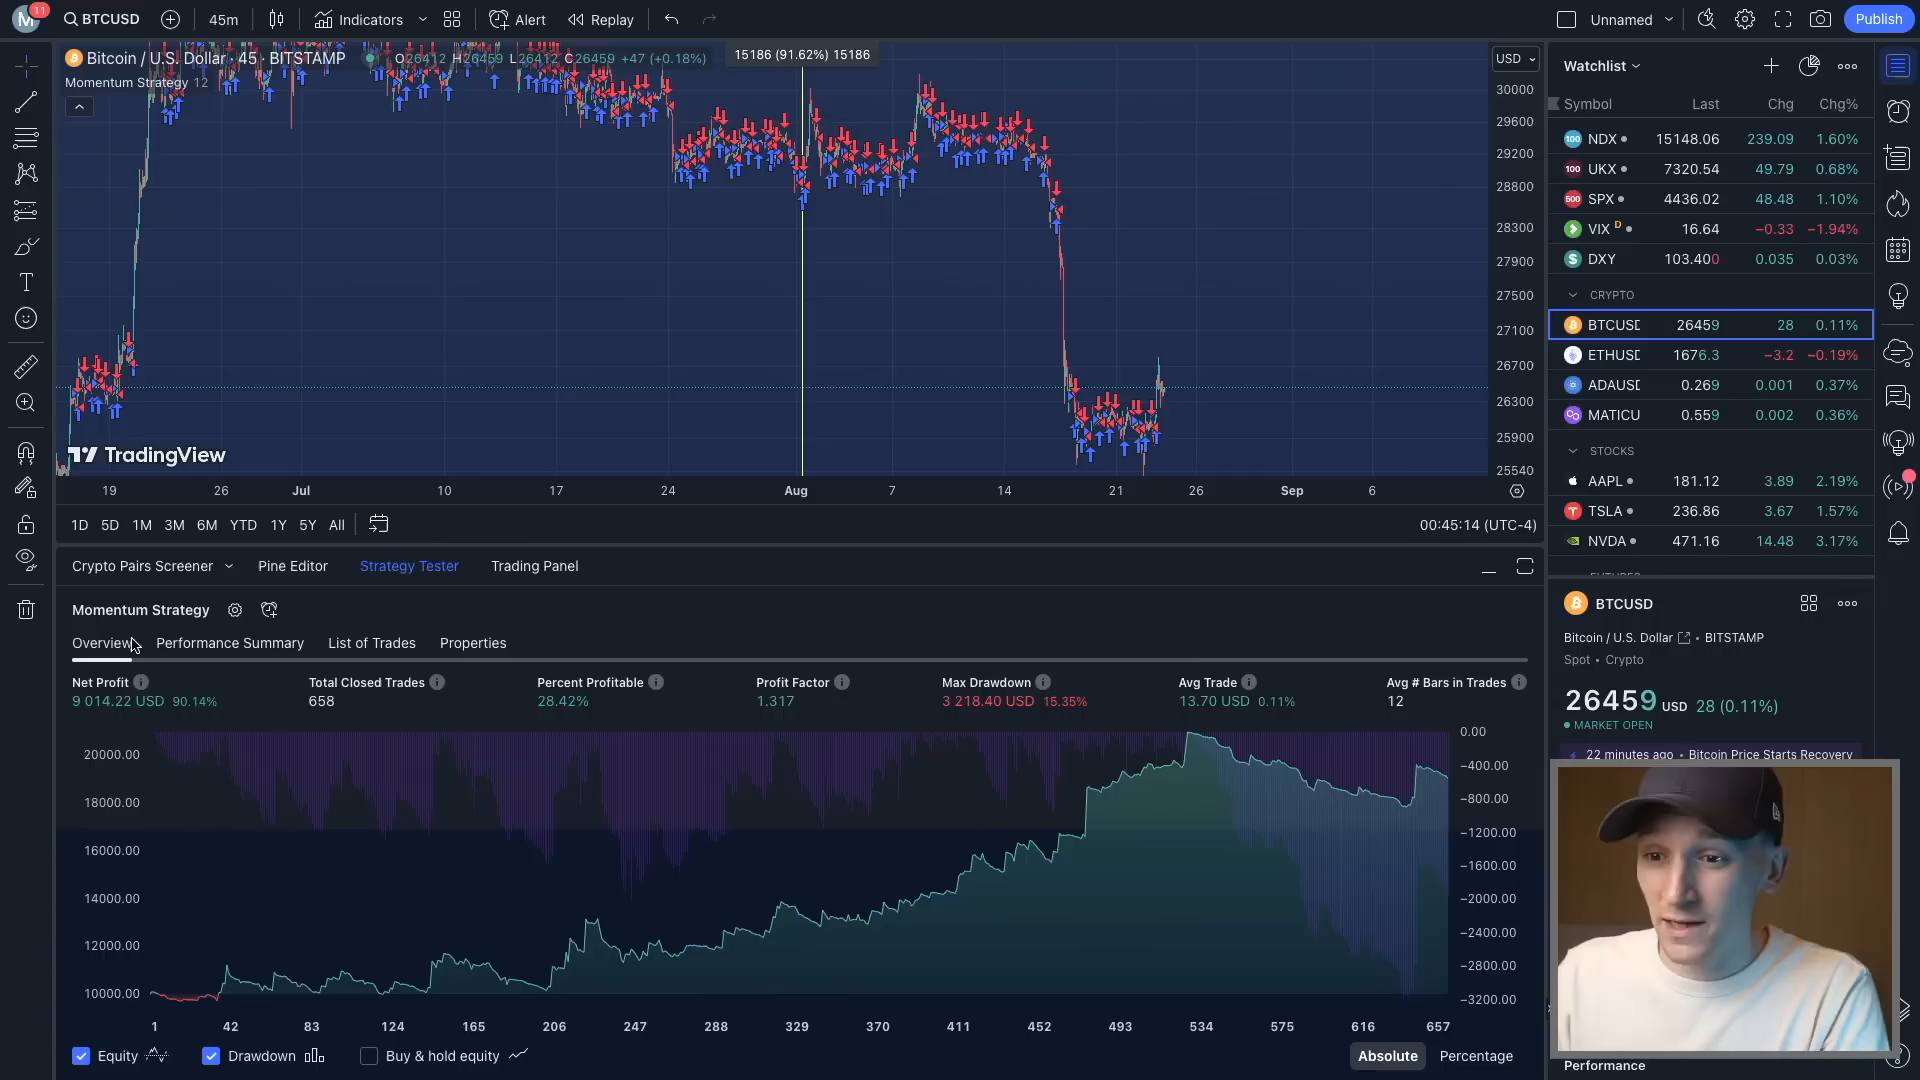 M 11 BTCUSD 45m Indicators Alert Replay Unnamed Publish
Bitcoin / U.S. Dollar · 45 · BITSTAMP O26412 H26459 L26412 C26459 +47 (+0.18%)
15186 (91.62%) 15186
USD
Momentum Strategy 12
30000
29600
29200
28800
28300
27900
27500
27100
26700
26300
25900
25540
TradingView
19 26 Jul 10 17 24 Aug 7 14 21 26 Sep 6
1D 5D 1M 3M 6M YTD 1Y 5Y All
00:45:14 (UTC-4)
Crypto Pairs Screener Pine Editor Strategy Tester Trading Panel
Momentum Strategy
Overview Performance Summary List of Trades Properties
Net Profit Total Closed Trades Percent Profitable Profit Factor Max Drawdown Avg Trade Avg # Bars in Trades
9 014.22 USD 90.14% 658 28.42% 1.317 3 218.40 USD 15.35% 13.70 USD 0.11% 12
20000.00
18000.00
16000.00
14000.00
12000.00
10000.00
0.00
−400.00
−800.00
−1200.00
−1600.00
−2000.00
−2400.00
−2800.00
−3200.00
1 42 83 124 165 206 247 288 329 370 411 452 493 534 575 616 657
Equity Drawdown Buy & hold equity Absolute Percentage
Watchlist
Symbol Last Chg Chg%
100 NDX 15148.06 239.09 1.60%
100 UKX 7320.54 49.79 0.68%
500 SPX 4436.02 48.48 1.10%
VIX D 16.64 −0.33 −1.94%
$ DXY 103.400 0.035 0.03%
CRYPTO
BTCUSD 26459 28 0.11%
ETHUSD 1676.3 −3.2 −0.19%
ADAUSD 0.269 0.001 0.37%
MATICU 0.559 0.002 0.36%
STOCKS
AAPL 181.12 3.89 2.19%
TSLA 236.86 3.67 1.57%
NVDA 471.16 14.48 3.17%
BTCUSD
Bitcoin / U.S. Dollar • BITSTAMP
Spot • Crypto
26459 USD 28 (0.11%)
MARKET OPEN
22 minutes ago • Bitcoin Price Starts Recovery
Performance